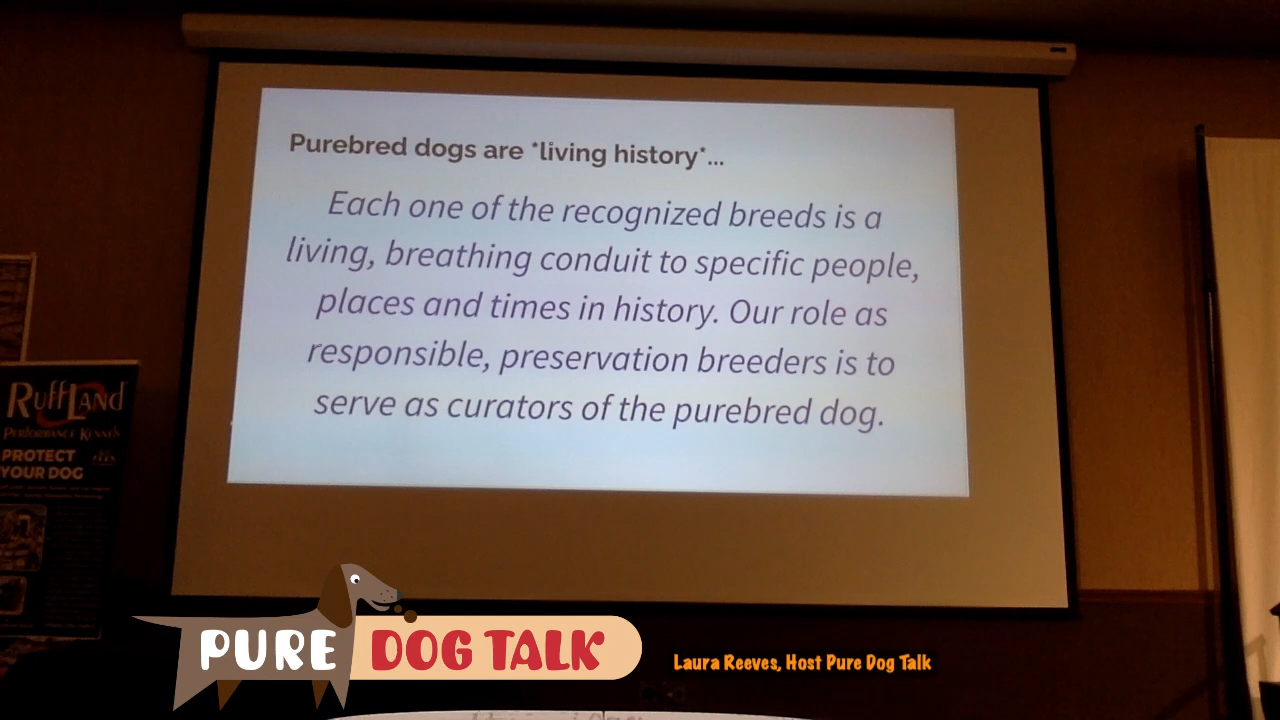 Purebred dogs are *living history*...
Each one of the recognized breeds is a
living, breathing conduit to specific people,
places and times in history. Our role as
responsible, preservation breeders is to
serve as curators of the purebred dog.
RUFFLAND
PERFORMANCE KENNELS
PROTECT
YOUR DOG
PURE DOG TALK
Laura Reeves, Host Pure Dog Talk